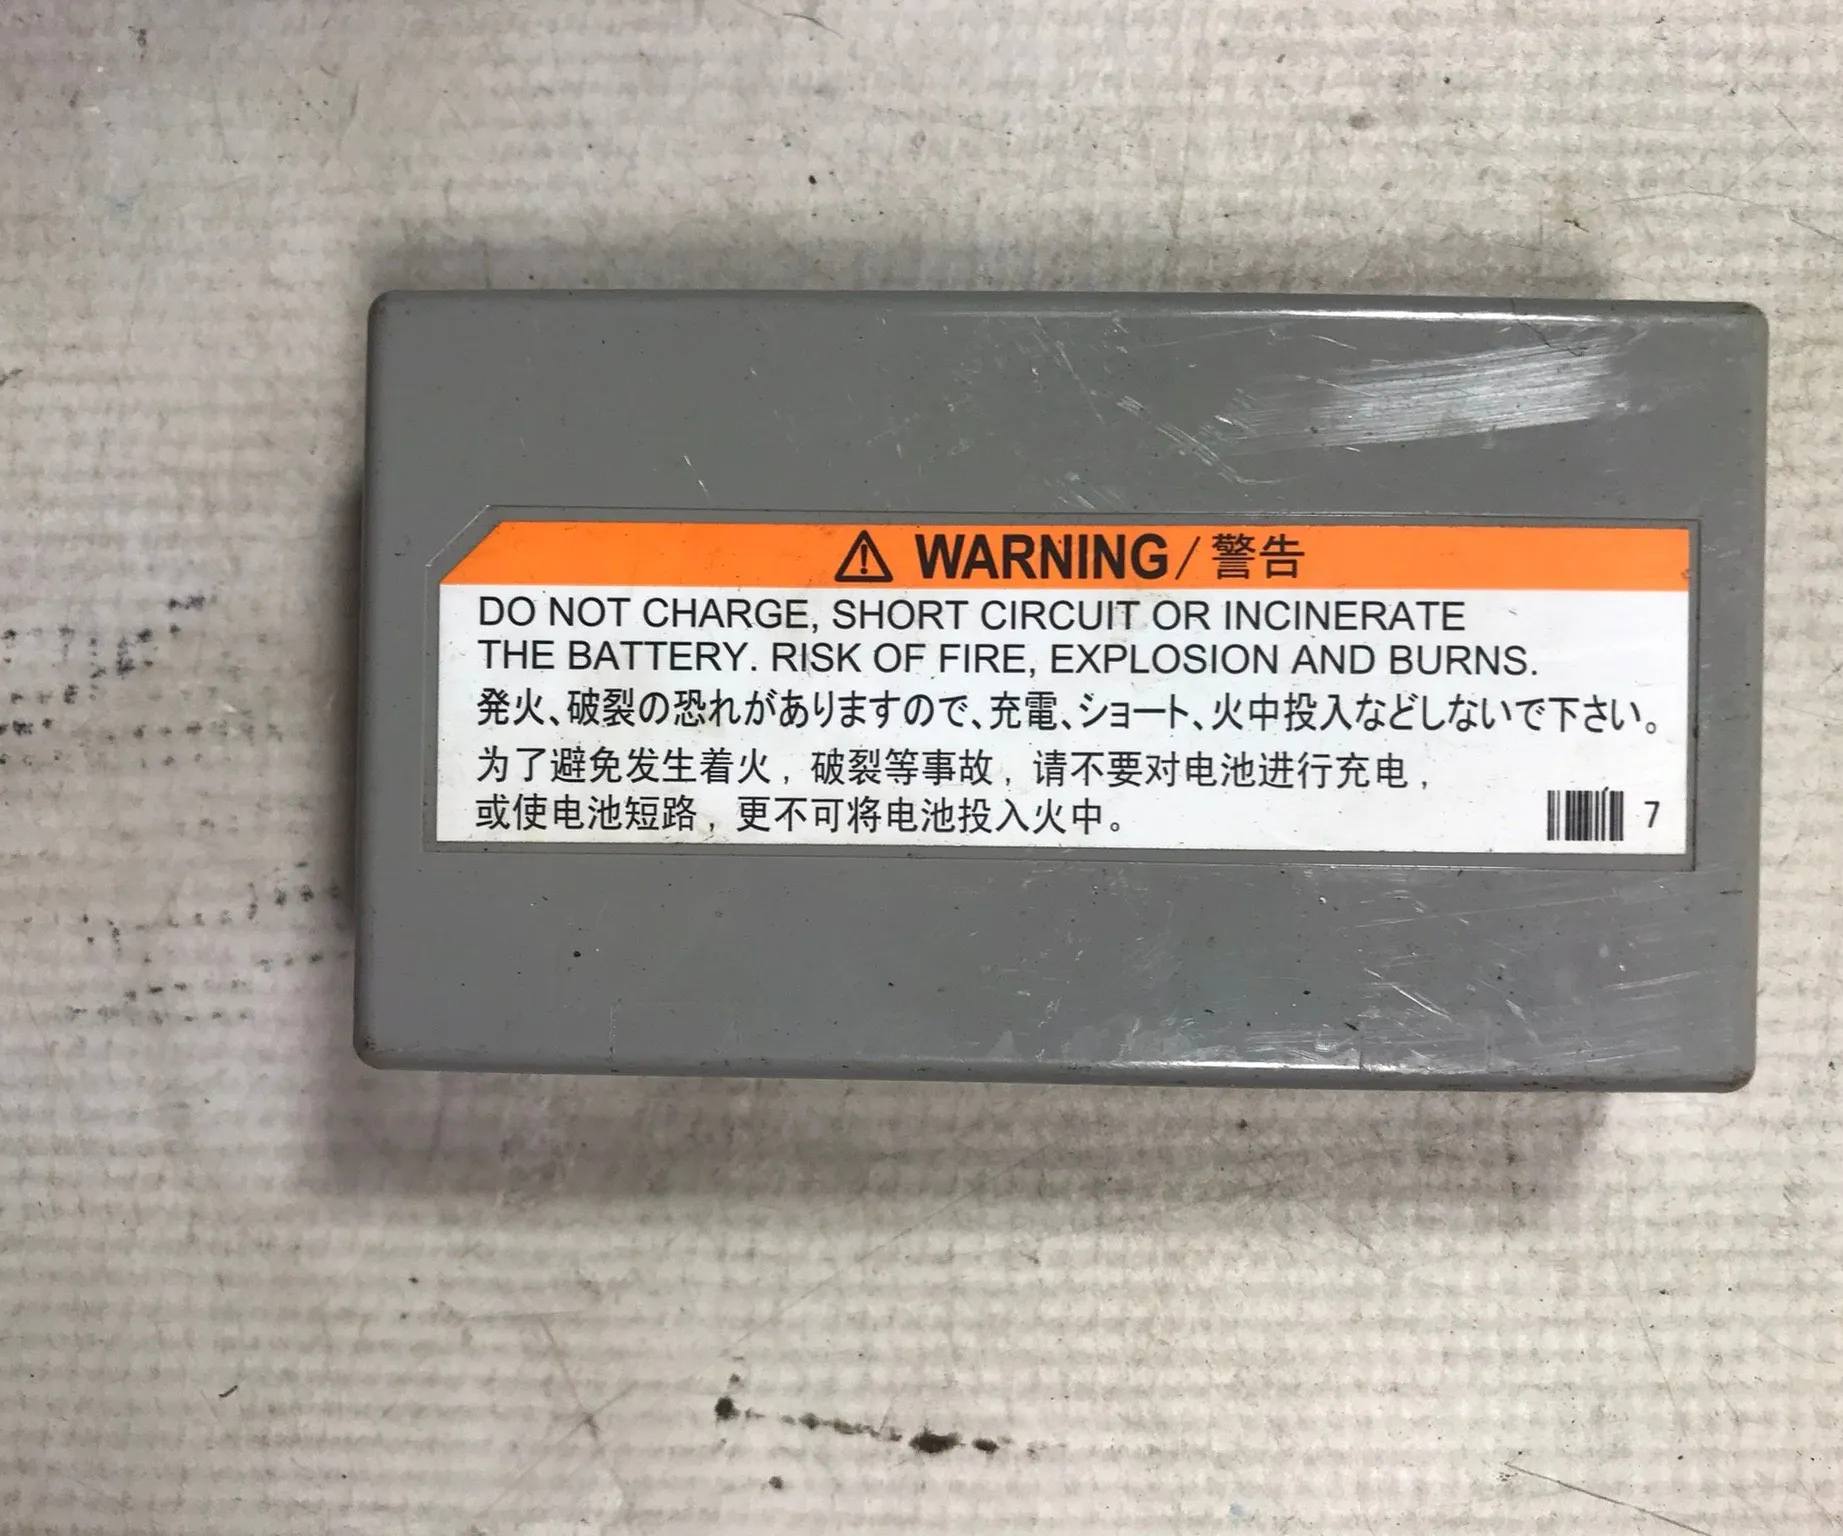 WARNING / 警告
DO NOT CHARGE, SHORT CIRCUIT OR INCINERATE
THE BATTERY. RISK OF FIRE, EXPLOSION AND BURNS.
発火、破裂の恐れがありますので、充電、ショート、火中投入などしないで下さい。
为了避免发生着火，破裂等事故，请不要对电池进行充电，
或使电池短路，更不可将电池投入火中。
7